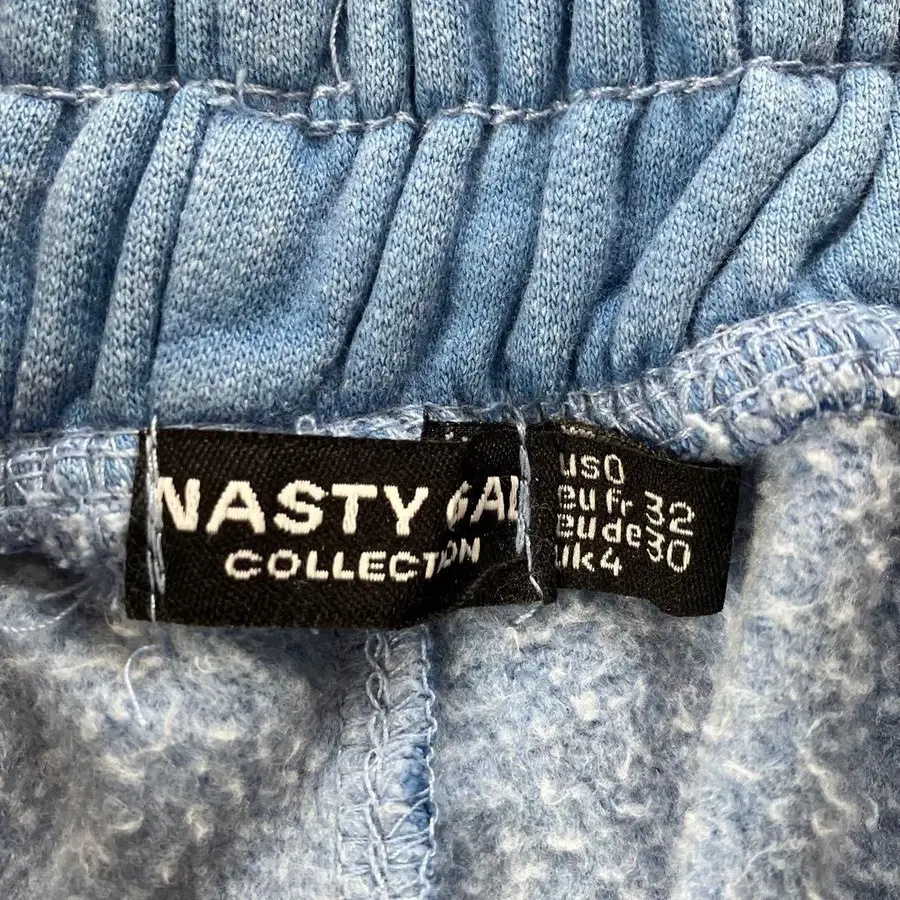 NASTY GAL
COLLECTION
us0
eu fr 32
eu de 30
uk4